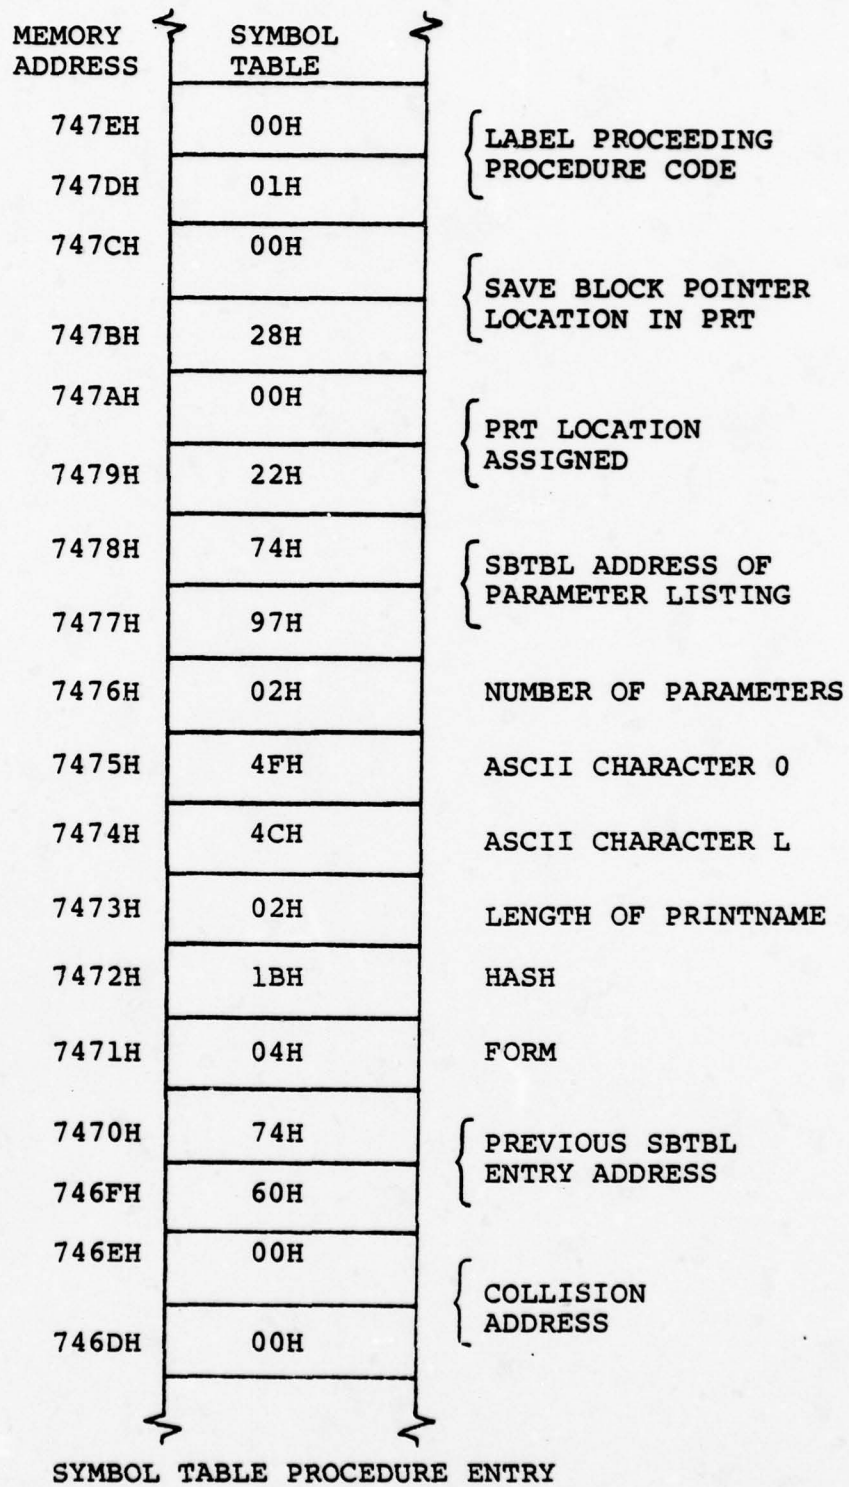 MEMORY ADDRESS SYMBOL TABLE
747EH 00H
LABEL PROCEEDING PROCEDURE CODE
747DH 01H
747CH 00H
SAVE BLOCK POINTER LOCATION IN PRT
747BH 28H
747AH 00H
PRT LOCATION ASSIGNED
7479H 22H
7478H 74H
SBTBL ADDRESS OF PARAMETER LISTING
7477H 97H
7476H 02H NUMBER OF PARAMETERS
7475H 4FH ASCII CHARACTER O
7474H 4CH ASCII CHARACTER L
7473H 02H LENGTH OF PRINTNAME
7472H 1BH HASH
7471H 04H FORM
7470H 74H
PREVIOUS SBTBL ENTRY ADDRESS
746FH 60H
746EH 00H
COLLISION ADDRESS
746DH 00H
SYMBOL TABLE PROCEDURE ENTRY